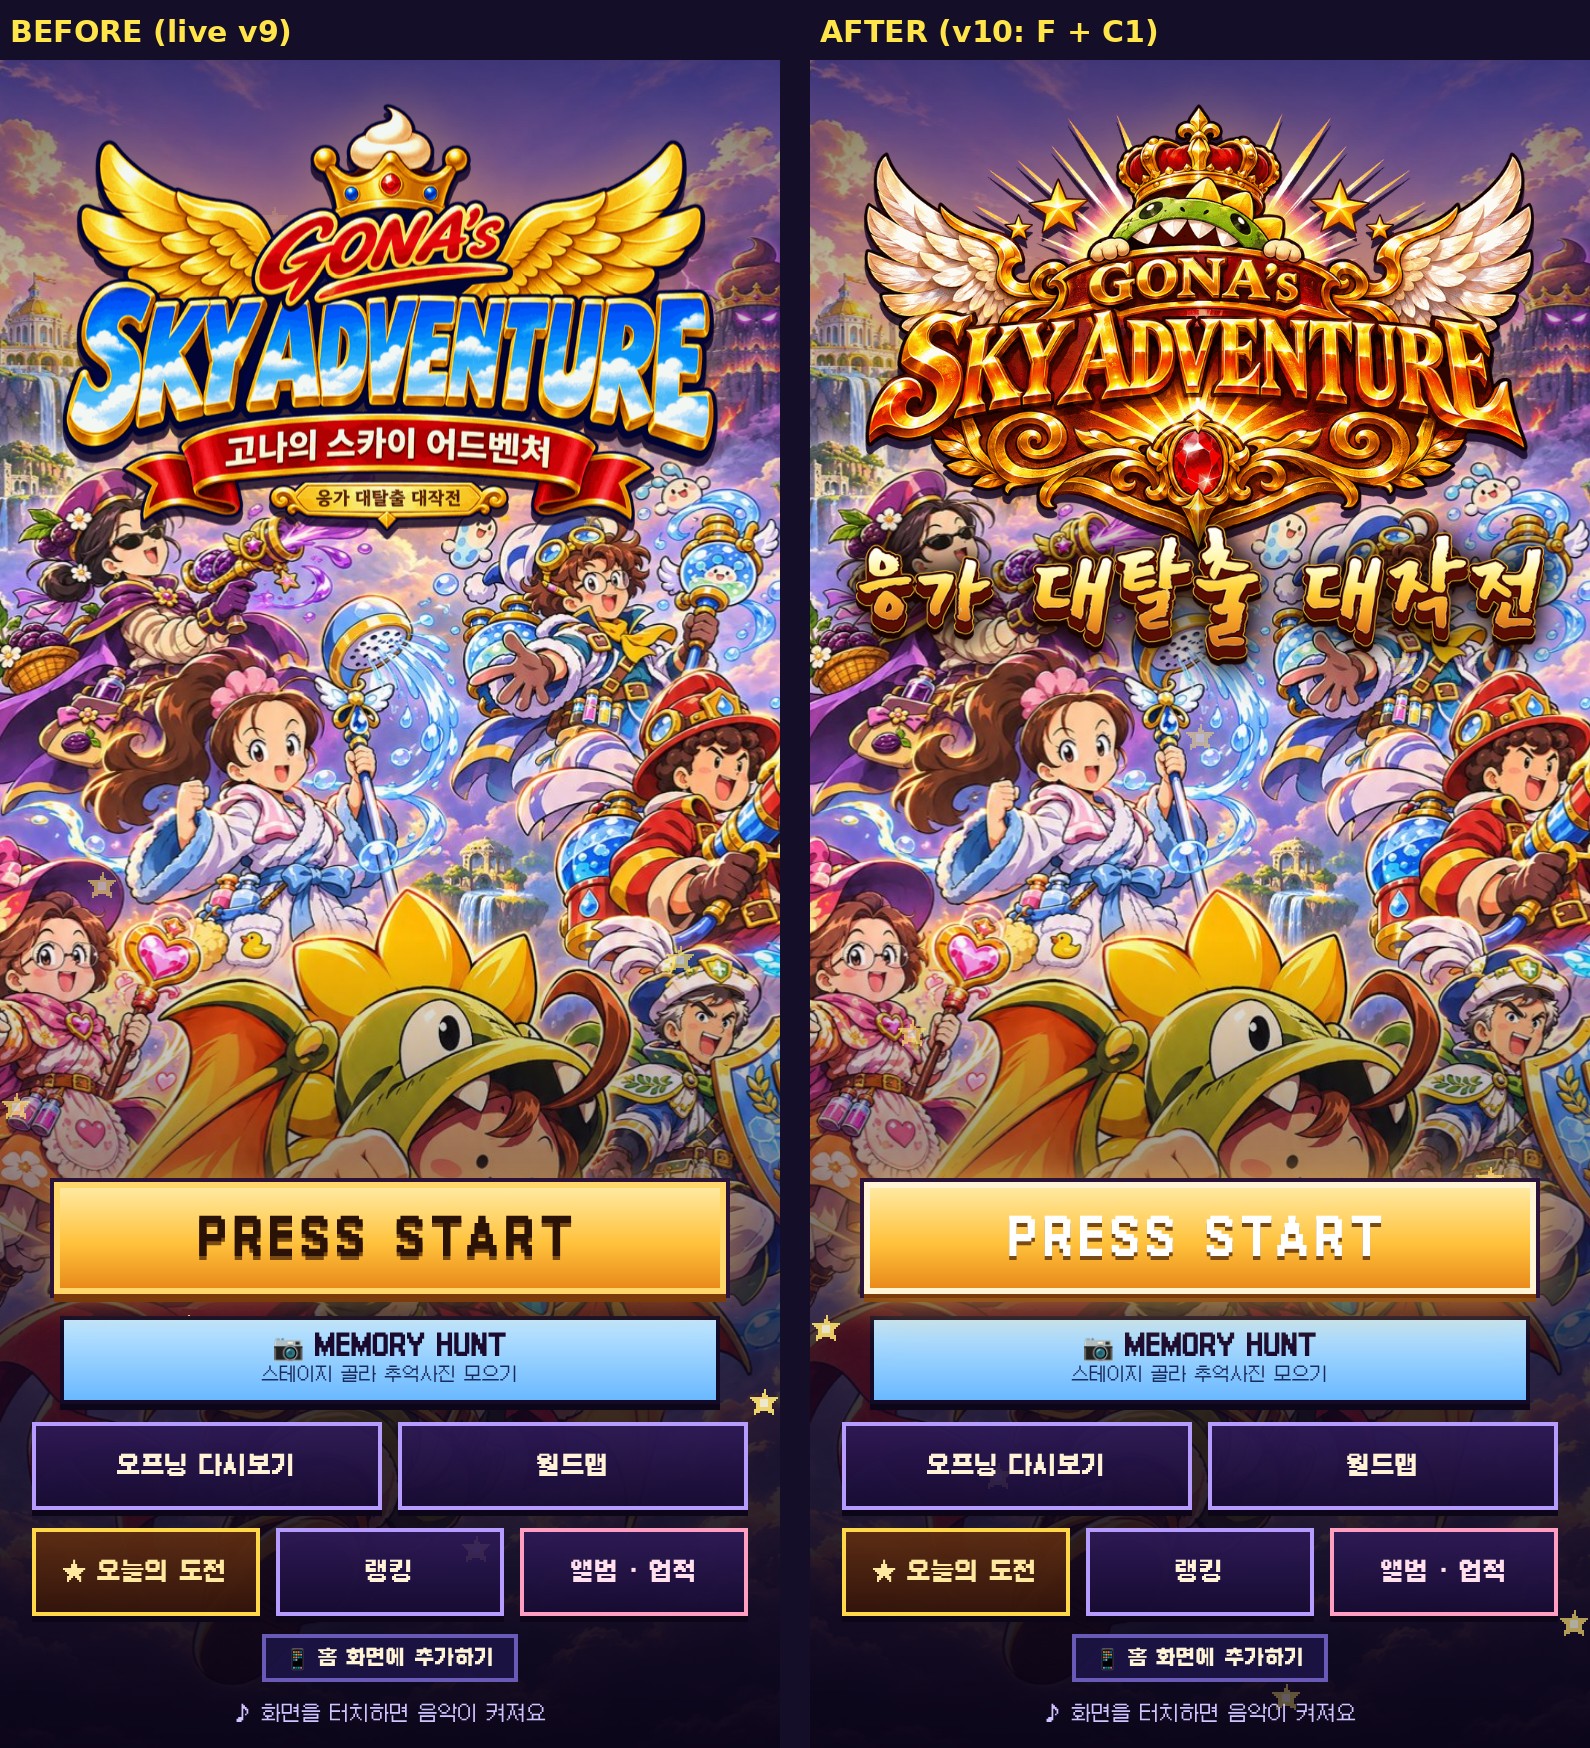 BEFORE (live v9)
GONA's
SKY ADVENTURE
고나의 스카이 어드벤처
응가 대탈출 대작전
PRESS START
MEMORY HUNT
스테이지 골라 추억사진 모으기
오프닝 다시보기
월드맵
★ 오늘의 도전
랭킹
앨범 · 업적
홈 화면에 추가하기
♪ 화면을 터치하면 음악이 켜져요
AFTER (v10: F + C1)
GONA's
SKY ADVENTURE
응가 대탈출 대작전
PRESS START
MEMORY HUNT
스테이지 골라 추억사진 모으기
오프닝 다시보기
월드맵
★ 오늘의 도전
랭킹
앨범 · 업적
홈 화면에 추가하기
♪ 화면을 터치하면 음악이 켜져요